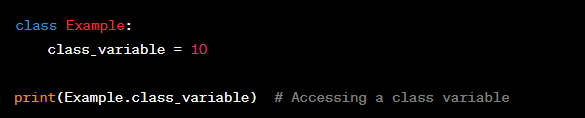 class Example:
    class_variable = 10
print(Example.class_variable)  # Accessing a class variable